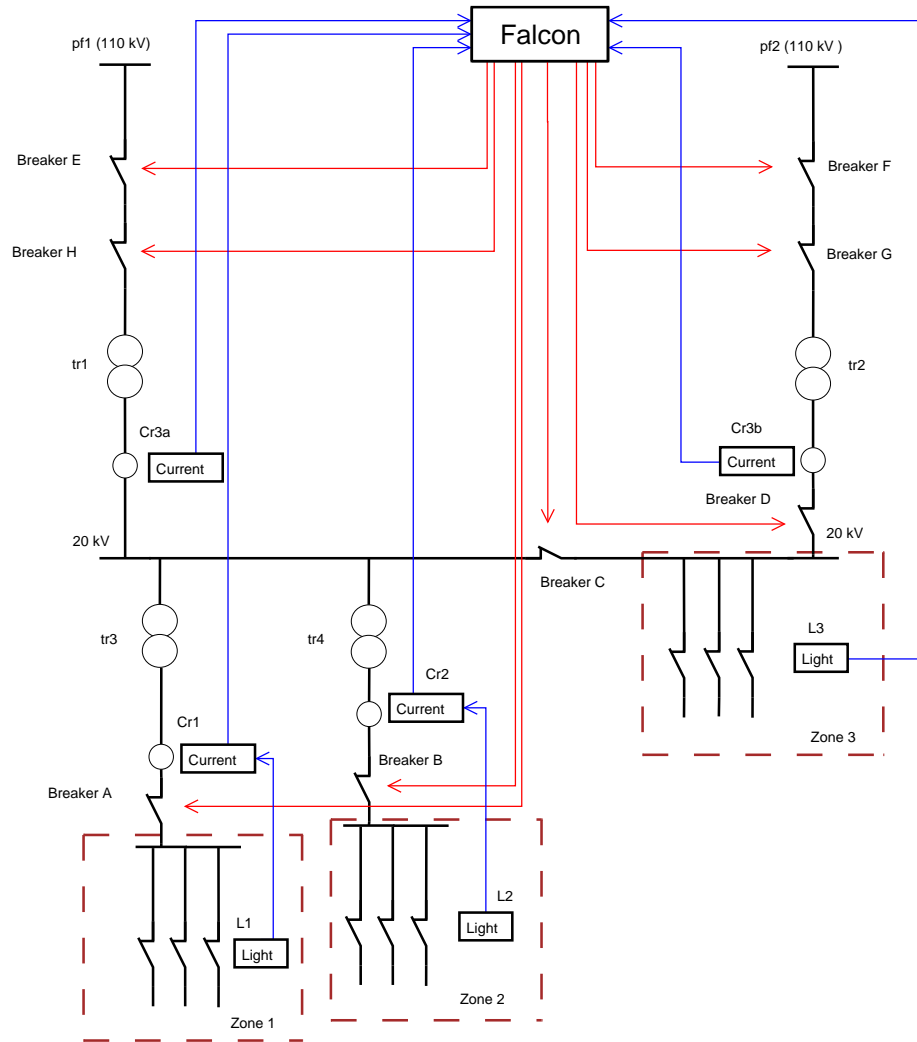 Falcon
pf1 (110 kV)
pf2 (110 kV )
Breaker E
Breaker F
Breaker H
Breaker G
tr1
tr2
Cr3a
Cr3b
Current
Current
Breaker D
20 kV
20 kV
Breaker C
tr3
tr4
L3
Light
Cr2
Current
Cr1
Zone 3
Current
Breaker B
Breaker A
L2
L1
Light
Light
Zone 2
Zone 1